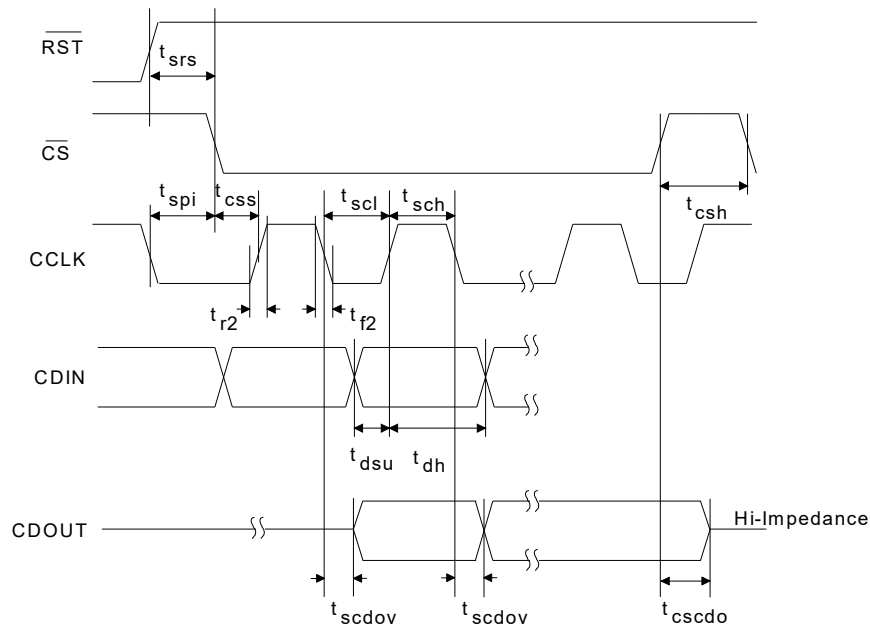 RST
t srs
CS
t spi
t css
t scl
t sch
t csh
CCLK
t r2
t f2
CDIN
t dsu
t dh
CDOUT
Hi-Impedance
t scdov
t scdov
t cscdo